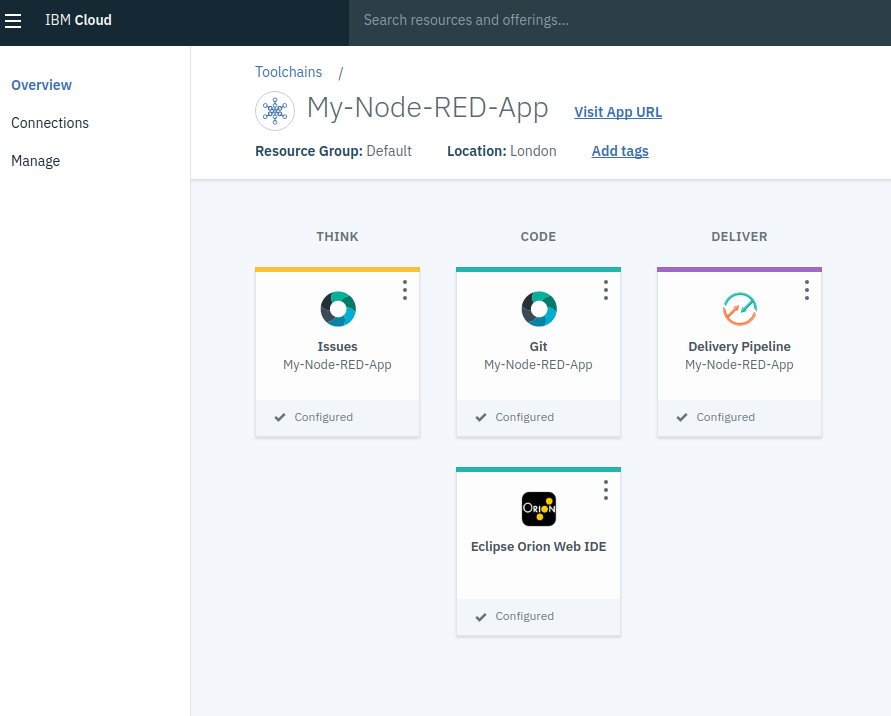 IBM Cloud
Search resources and offerings...
Overview
Connections
Manage
Toolchains /
My-Node-RED-App Visit App URL
Resource Group: Default Location: London Add tags
THINK CODE DELIVER
Issues
My-Node-RED-App
Configured
Git
My-Node-RED-App
Configured
Delivery Pipeline
My-Node-RED-App
Configured
ORION
Eclipse Orion Web IDE
Configured